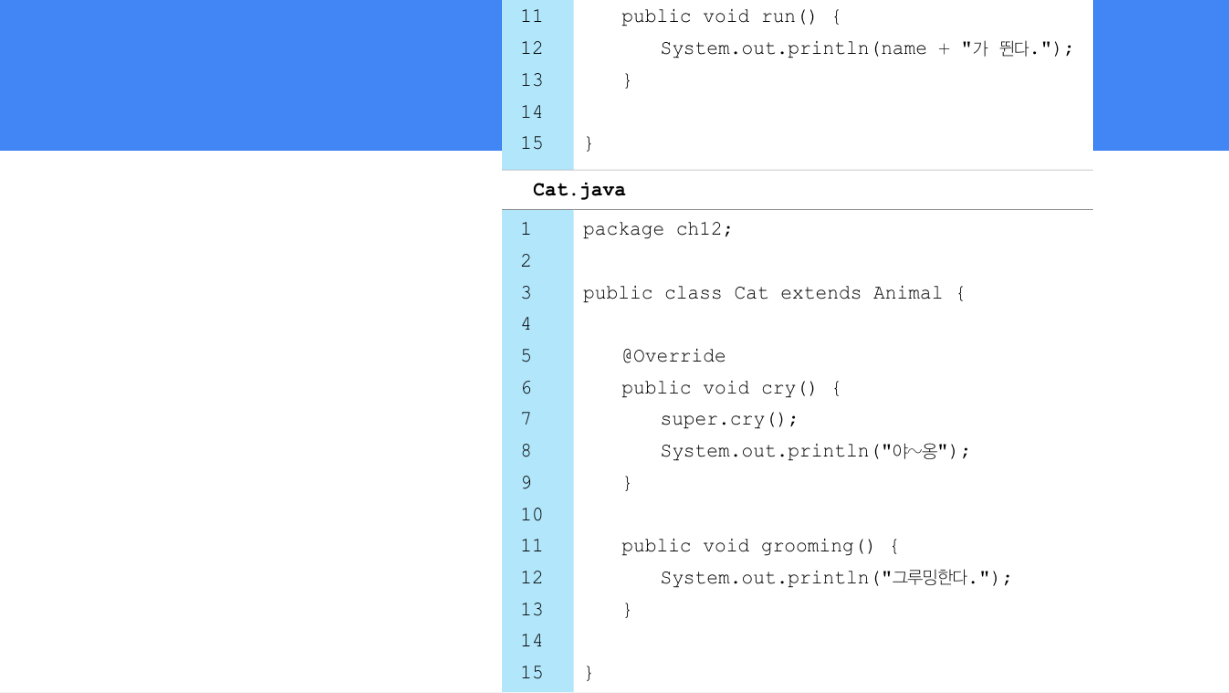 11 public void run() {
12 System.out.println(name + "가 뛴다.");
13 }
14
15 }
Cat.java
1 package ch12;
2
3 public class Cat extends Animal {
4
5 @Override
6 public void cry() {
7 super.cry();
8 System.out.println("야~옹");
9 }
10
11 public void grooming() {
12 System.out.println("그루밍한다.");
13 }
14
15 }